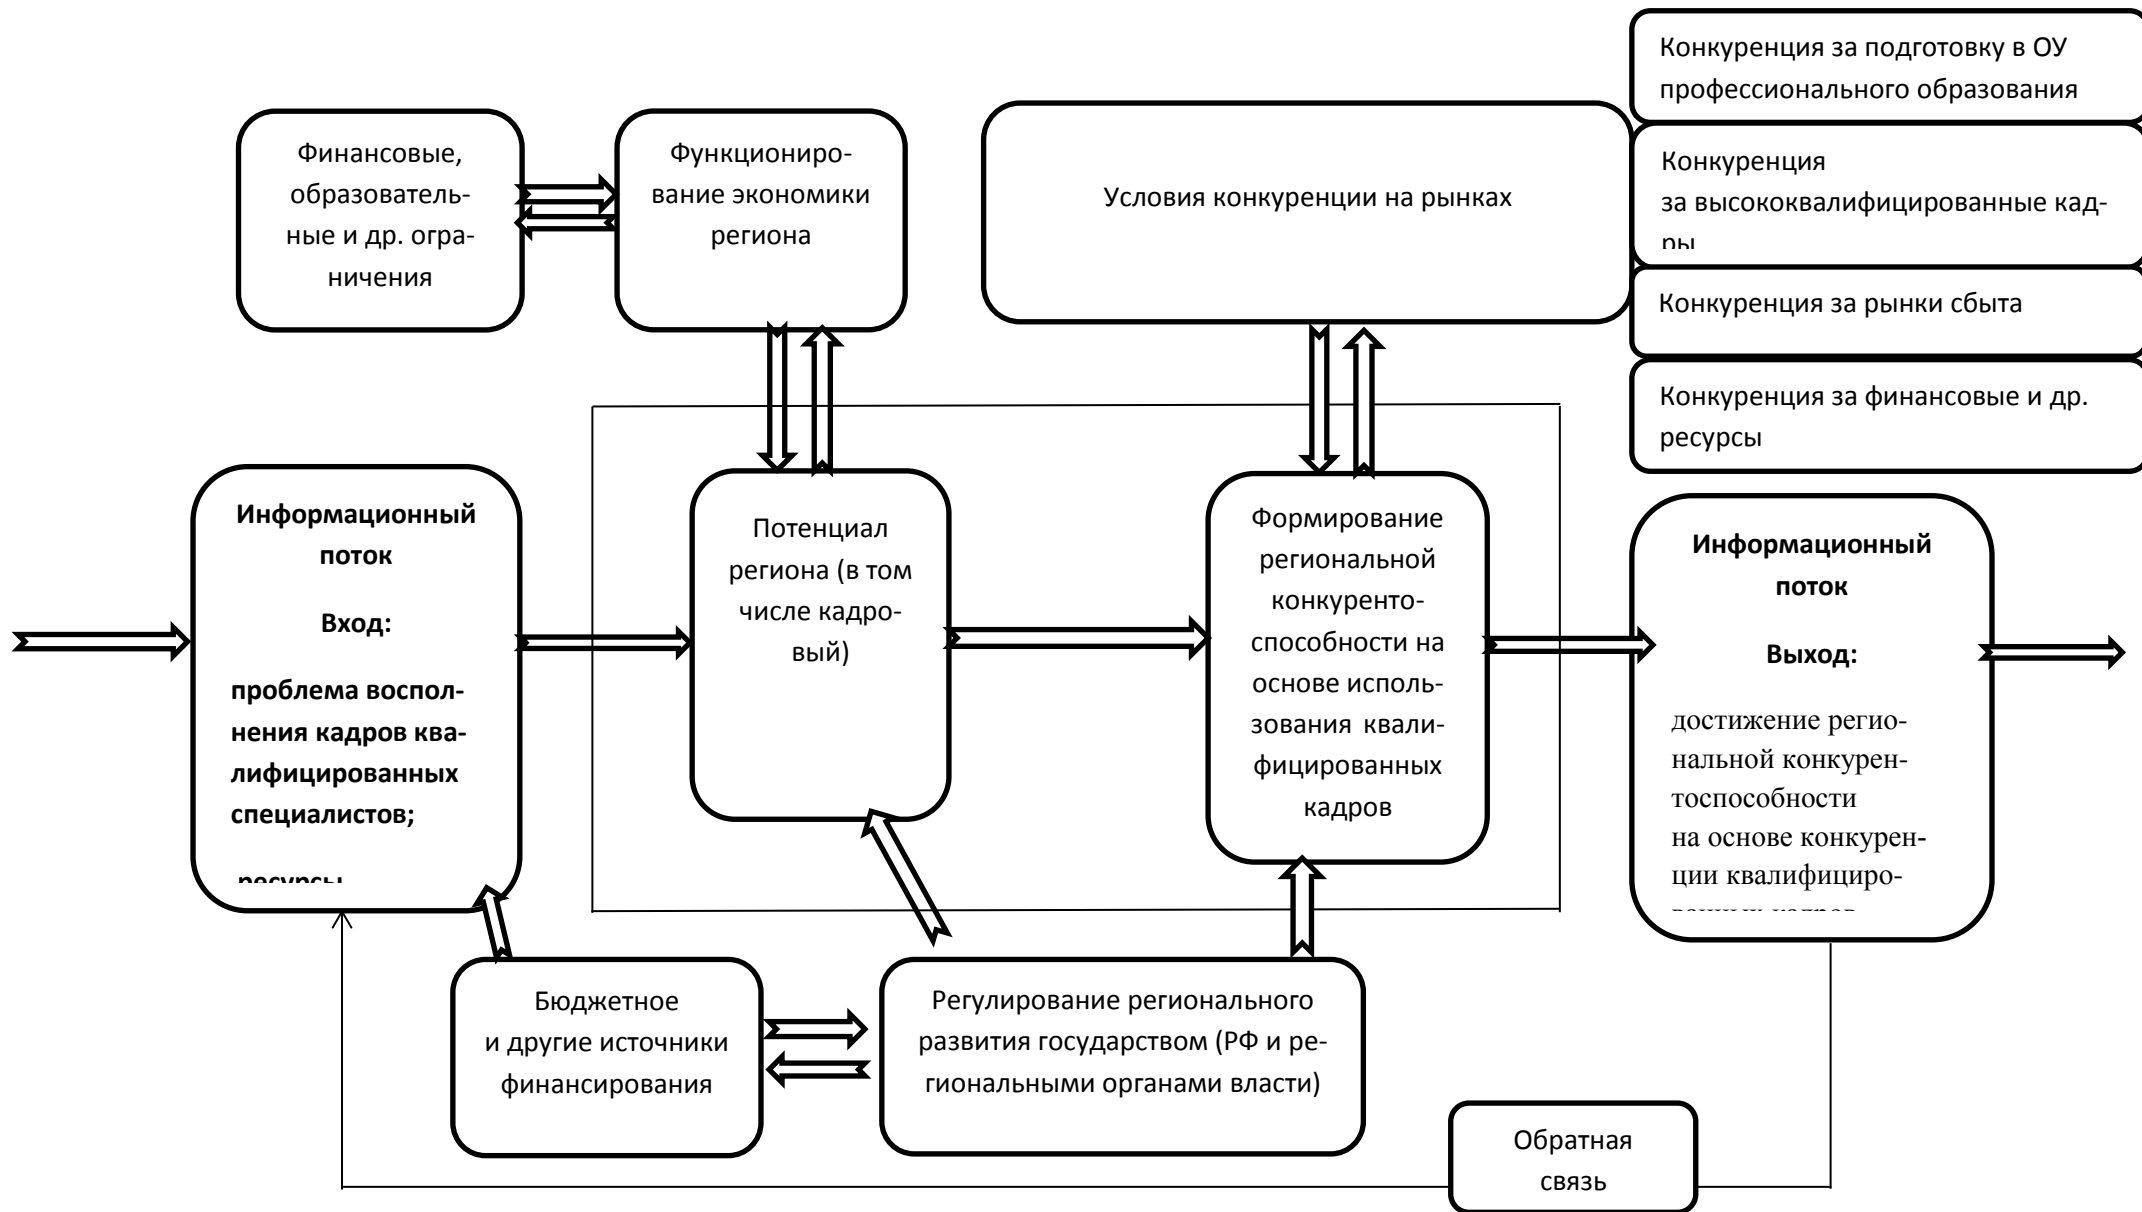 Конкуренция за подготовку в ОУ
профессионального образования
Финансовые,
образователь-
ные и др. огра-
ничения
Функциониро-
вание экономики
региона
Условия конкуренции на рынках
Конкуренция
за высококвалифицированные кад-
ры
Конкуренция за рынки сбыта
Конкуренция за финансовые и др.
ресурсы
Информационный
поток
Вход:
проблема воспол-
нения кадров ква-
лифицированных
специалистов;
ресурсы
Потенциал
региона (в том
числе кадро-
вый)
Формирование
региональной
конкуренто-
способности на
основе исполь-
зования квали-
фицированных
кадров
Информационный
поток
Выход:
достижение регио-
нальной конкурен-
тоспособности
на основе конкурен-
ции квалифициро-
ванных кадров
Бюджетное
и другие источники
финансирования
Регулирование регионального
развития государством (РФ и ре-
гиональными органами власти)
Обратная
связь